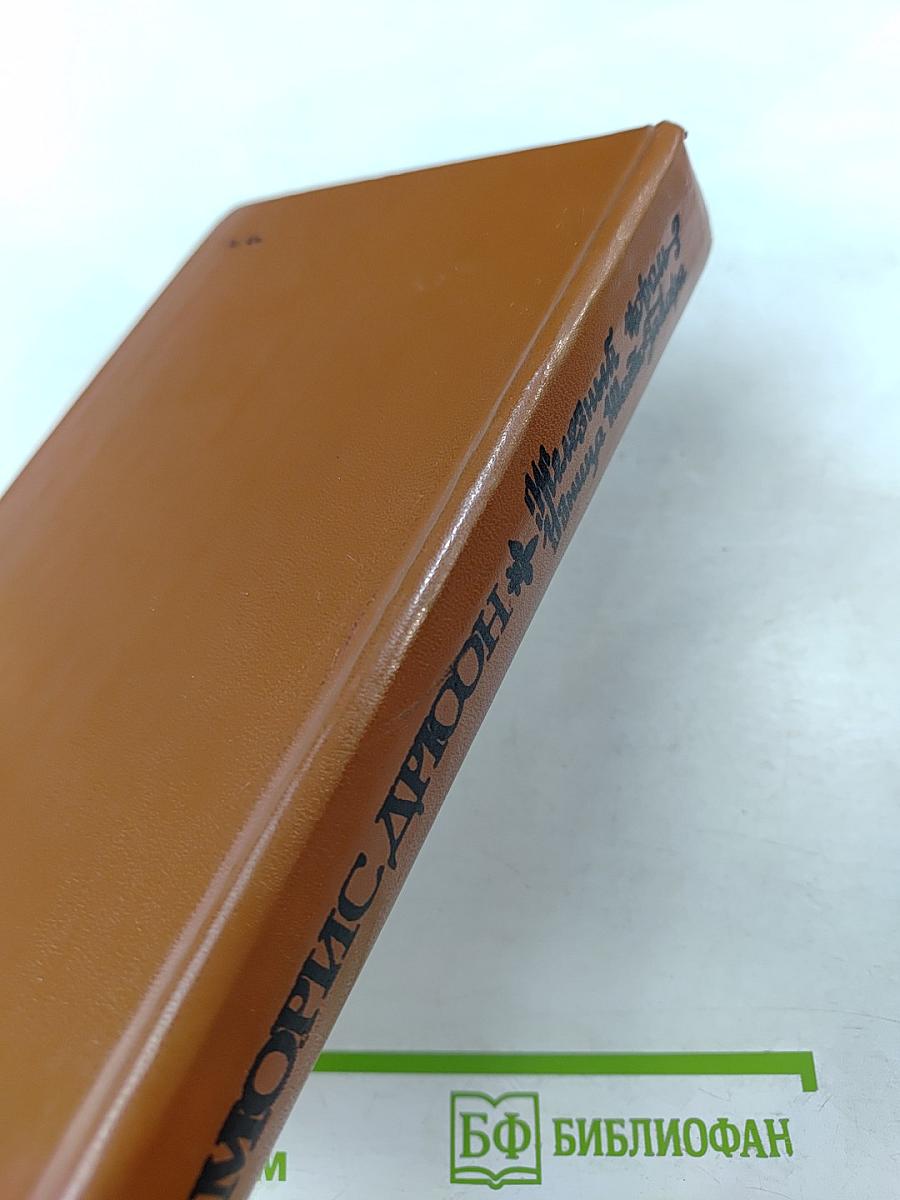 МОРИС ДРЮОН
Железный король
Узница Шато-Гайара
БФ БИБЛИОФАН
м